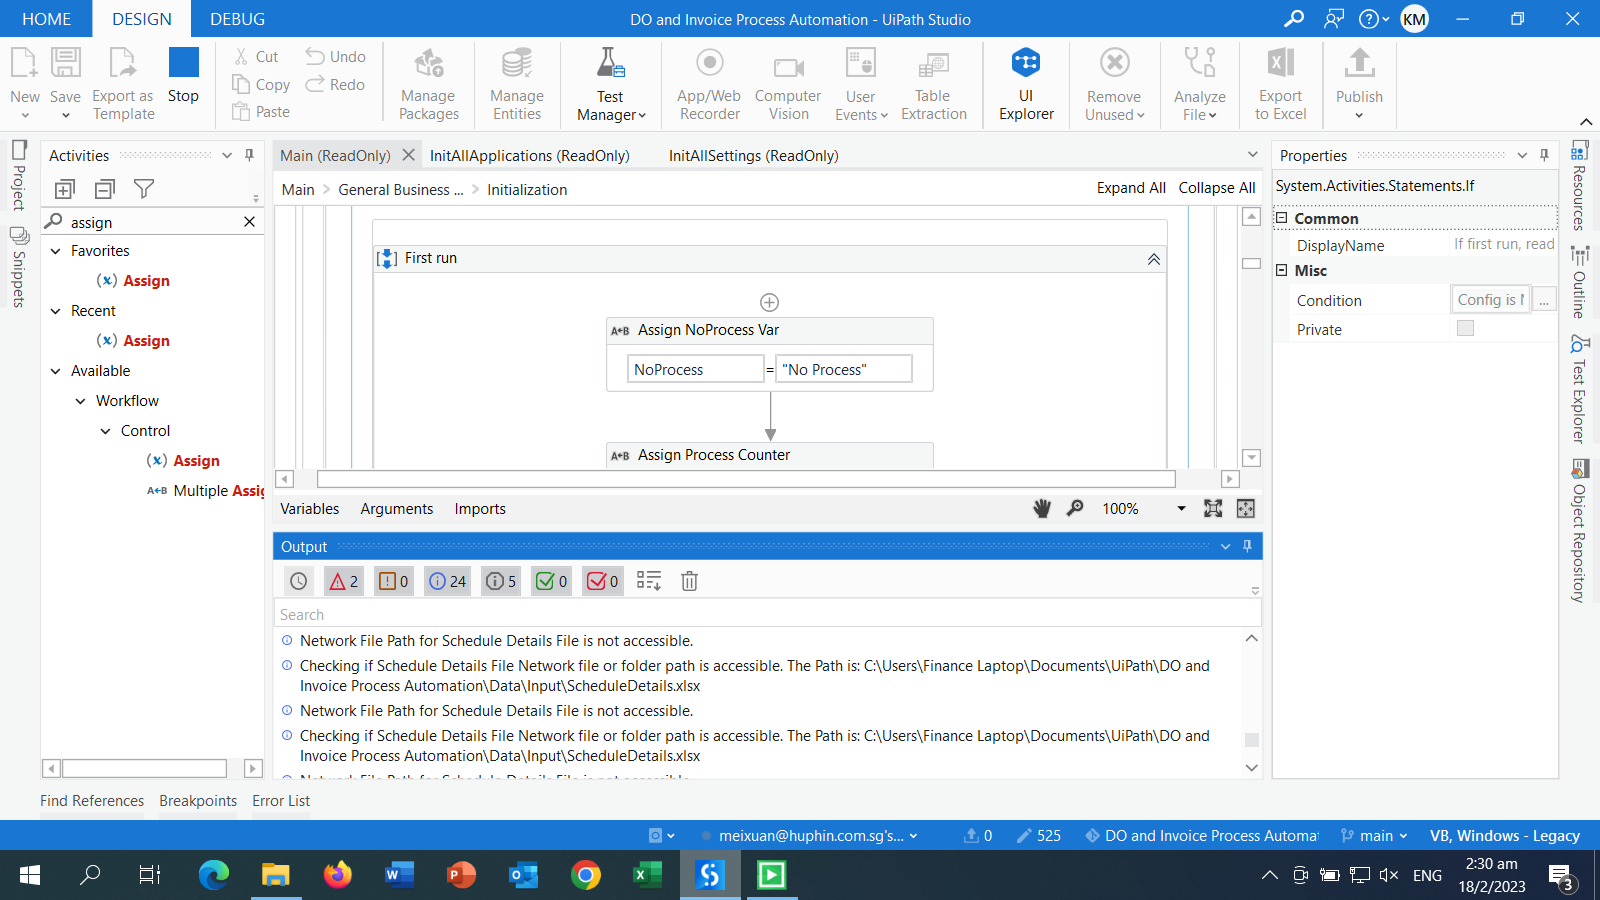 HOME
DESIGN
DEBUG
DO and Invoice Process Automation - UiPath Studio
KM
New
Save
Export as Template
Stop
Cut
Copy
Paste
Undo
Redo
Manage Packages
Manage Entities
Test Manager
App/Web Recorder
Computer Vision
User Events
Table Extraction
UI Explorer
Remove Unused
Analyze File
Export to Excel
Publish
Project
Snippets
Activities
assign
Favorites
Assign
Recent
Assign
Available
Workflow
Control
Assign
Multiple Assig
Main (ReadOnly)
InitAllApplications (ReadOnly)
InitAllSettings (ReadOnly)
Main > General Business ... > Initialization
Expand All
Collapse All
First run
A+B Assign NoProcess Var
NoProcess = "No Process"
A+B Assign Process Counter
Variables
Arguments
Imports
100%
Output
2
0
24
5
0
0
Search
Network File Path for Schedule Details File is not accessible.
Checking if Schedule Details File Network file or folder path is accessible. The Path is: C:\Users\Finance Laptop\Documents\UiPath\DO and
Invoice Process Automation\Data\Input\ScheduleDetails.xlsx
Network File Path for Schedule Details File is not accessible.
Checking if Schedule Details File Network file or folder path is accessible. The Path is: C:\Users\Finance Laptop\Documents\UiPath\DO and
Invoice Process Automation\Data\Input\ScheduleDetails.xlsx
Network File Path for Schedule Details File is not accessible.
Properties
System.Activities.Statements.If
Common
DisplayName
If first run, read
Misc
Condition
Config is N
...
Private
Resources
Outline
Test Explorer
Object Repository
Find References
Breakpoints
Error List
meixuan@huphin.com.sg's...
0
525
DO and Invoice Process Automat
main
VB, Windows - Legacy
ENG
2:30 am
18/2/2023
3